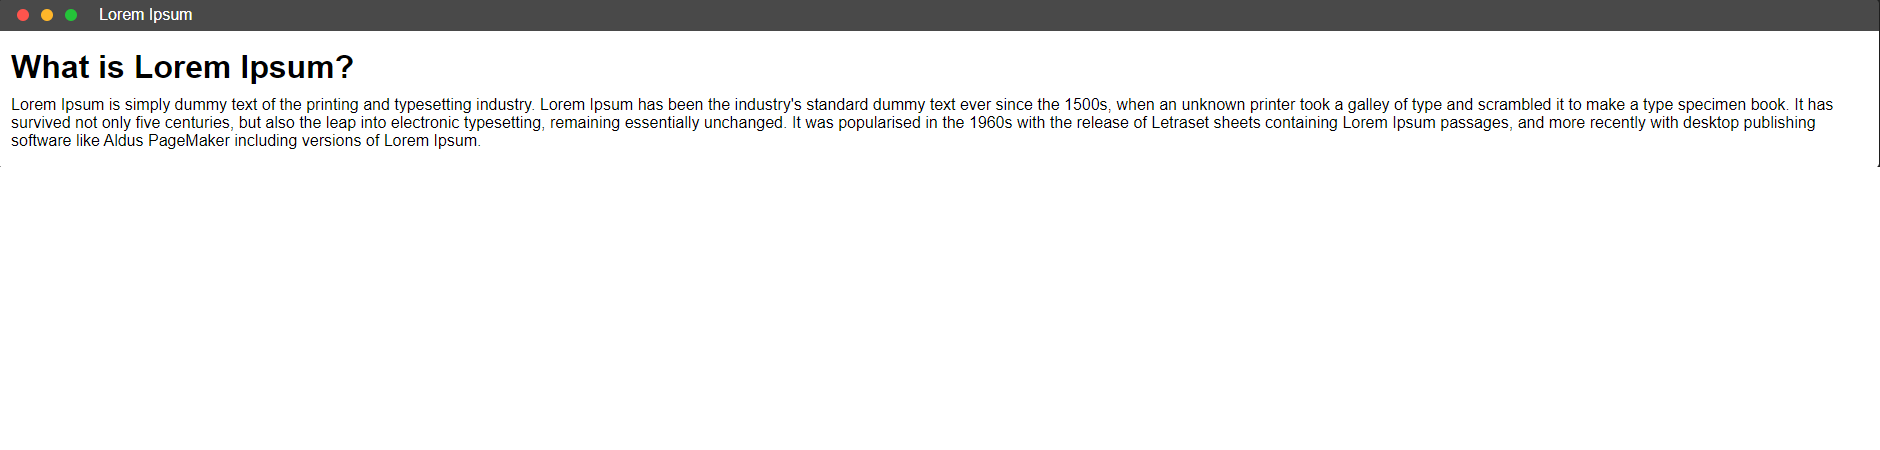 Lorem Ipsum
What is Lorem Ipsum?
Lorem Ipsum is simply dummy text of the printing and typesetting industry. Lorem Ipsum has been the industry's standard dummy text ever since the 1500s, when an unknown printer took a galley of type and scrambled it to make a type specimen book. It has
survived not only five centuries, but also the leap into electronic typesetting, remaining essentially unchanged. It was popularised in the 1960s with the release of Letraset sheets containing Lorem Ipsum passages, and more recently with desktop publishing
software like Aldus PageMaker including versions of Lorem Ipsum.